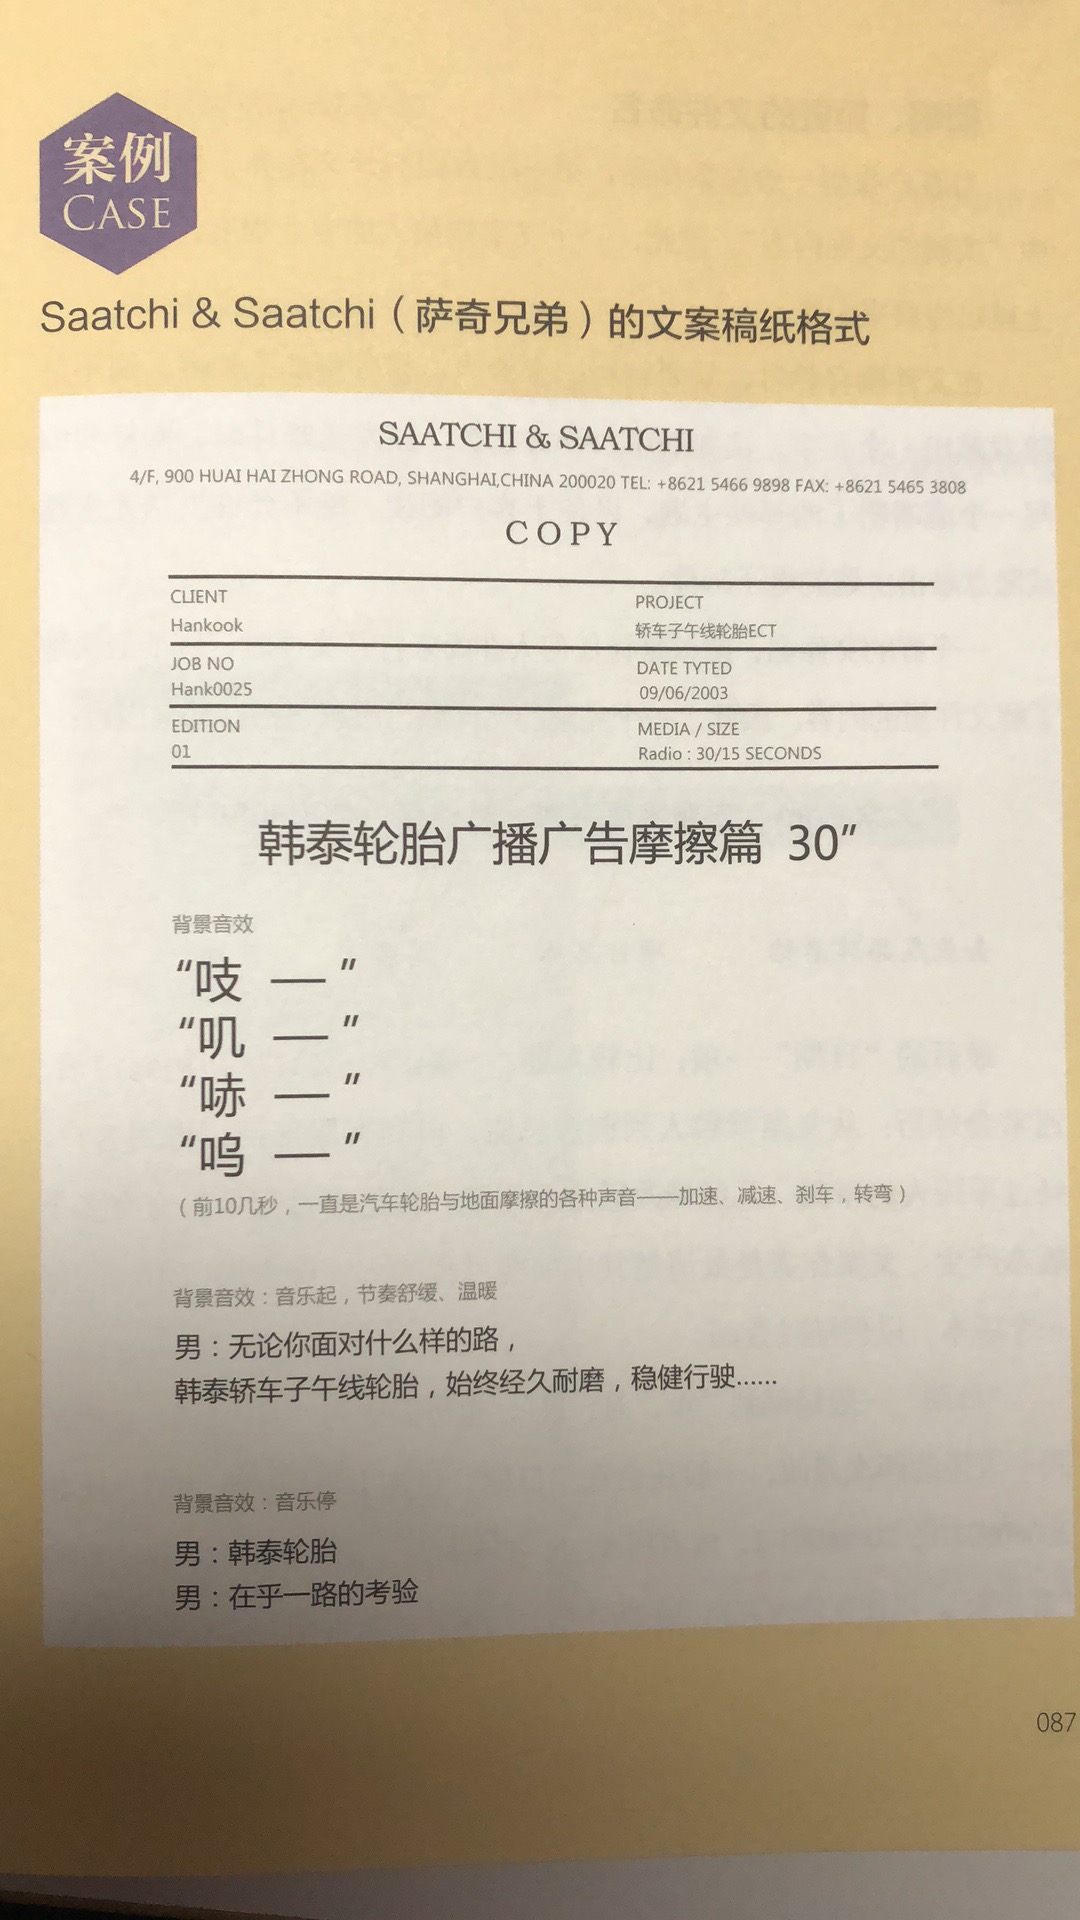 案例
CASE
Saatchi & Saatchi（萨奇兄弟）的文案稿纸格式
SAATCHI & SAATCHI
4/F, 900 HUAI HAI ZHONG ROAD, SHANGHAI,CHINA 200020 TEL: +8621 5466 9898 FAX: +8621 5465 3808
COPY
CLIENT PROJECT
Hankook 轿车子午线轮胎ECT
JOB NO DATE TYTED
Hank0025 09/06/2003
EDITION MEDIA / SIZE
01 Radio : 30/15 SECONDS
韩泰轮胎广播广告摩擦篇 30”
背景音效
“吱 — ”
“叽 — ”
“哧 — ”
“呜 — ”
（前10几秒，一直是汽车轮胎与地面摩擦的各种声音——加速、减速、刹车，转弯）
背景音效：音乐起，节奏舒缓、温暖
男：无论你面对什么样的路，
韩泰轿车子午线轮胎，始终经久耐磨，稳健行驶……
背景音效：音乐停
男：韩泰轮胎
男：在乎一路的考验
087